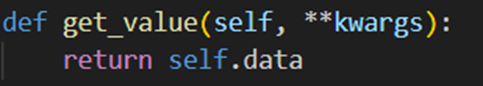 def get_value(self, **kwargs):
    return self.data